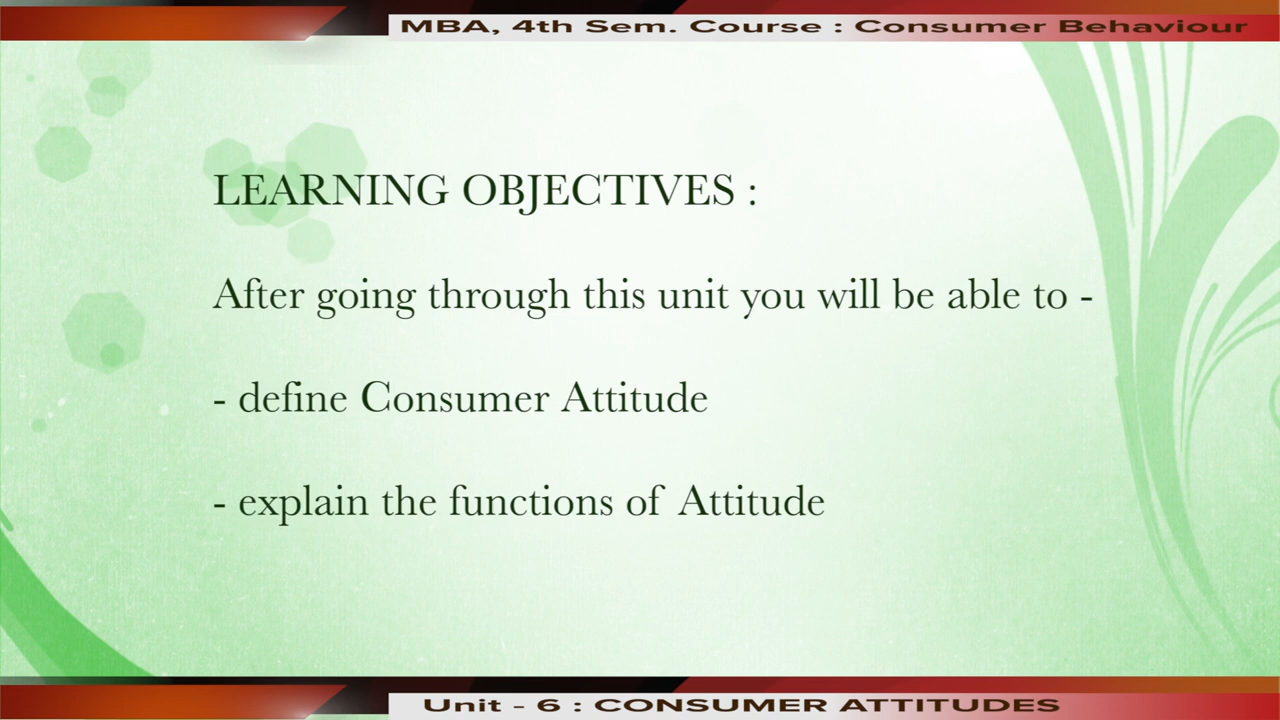 MBA, 4th Sem. Course : Consumer Behaviour
LEARNING OBJECTIVES :
After going through this unit you will be able to -
- define Consumer Attitude
- explain the functions of Attitude
Unit - 6 : CONSUMER ATTITUDES